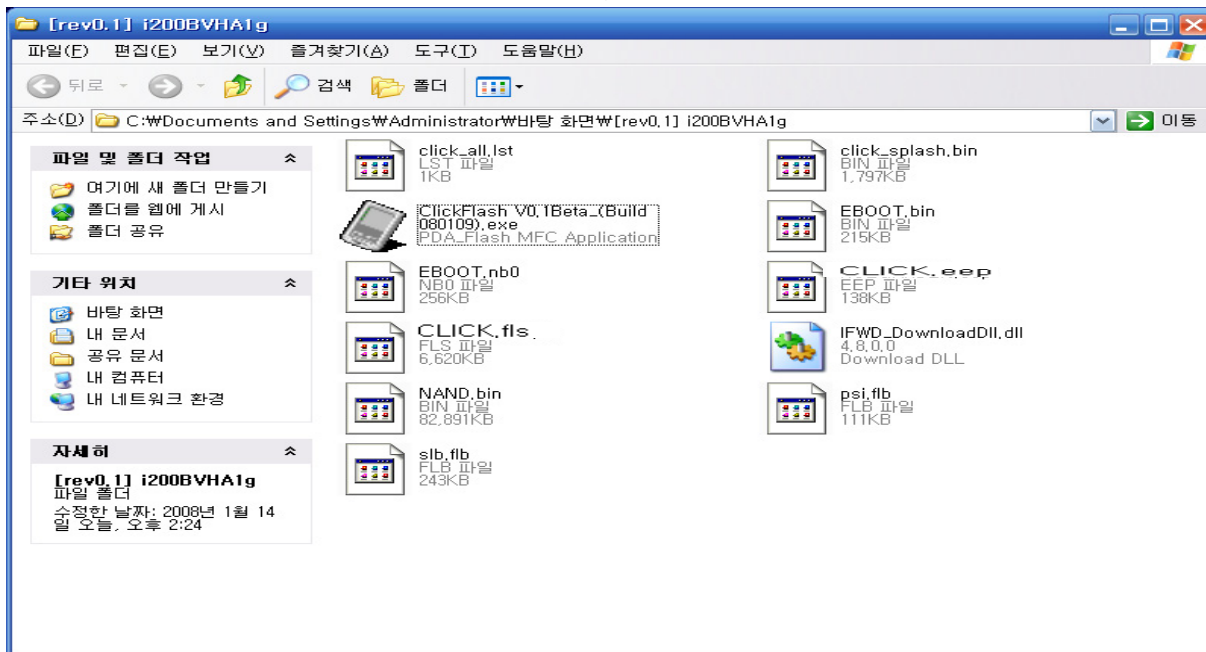 [rev0.1] i200BVHA1g
파일(F) 편집(E) 보기(V) 즐겨찾기(A) 도구(T) 도움말(H)
뒤로 검색 폴더
주소(D) C:₩Documents and Settings₩Administrator₩바탕 화면₩[rev0.1] i200BVHA1g 이동
파일 및 폴더 작업
여기에 새 폴더 만들기
폴더를 웹에 게시
폴더 공유
기타 위치
바탕 화면
내 문서
공유 문서
내 컴퓨터
내 네트워크 환경
자세히
[rev0.1] i200BVHA1g
파일 폴더
수정한 날짜: 2008년 1월 14
일 오늘, 오후 2:24
click_all.lst
LST 파일
1KB
click_splash.bin
BIN 파일
1,797KB
ClickFlash V0.1Beta_(Build
080109).exe
PDA_Flash MFC Application
EBOOT.bin
BIN 파일
215KB
EBOOT.nb0
NB0 파일
256KB
CLICK.eep
EEP 파일
138KB
CLICK.fls
FLS 파일
6,620KB
IFWD_DownloadDll.dll
4.8.0.0
Download DLL
NAND.bin
BIN 파일
82,891KB
psi.flb
FLB 파일
111KB
slb.flb
FLB 파일
243KB